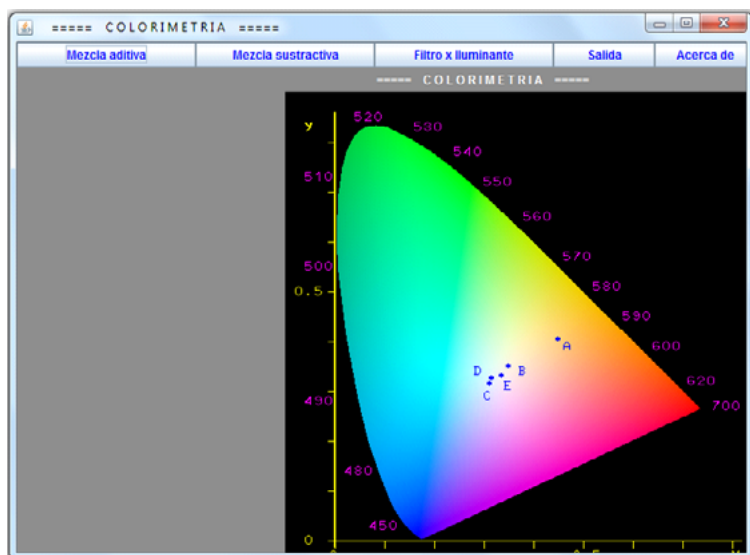 ===== COLORIMETRIA =====
Mezcla aditiva Mezcla sustractiva Filtro x Iluminante Salida Acerca de
===== COLORIMETRIA =====
y
520
530
540
510
550
560
570
500
580
0.5
590
600
A
D B
E
620
C
490
700
480
450
0